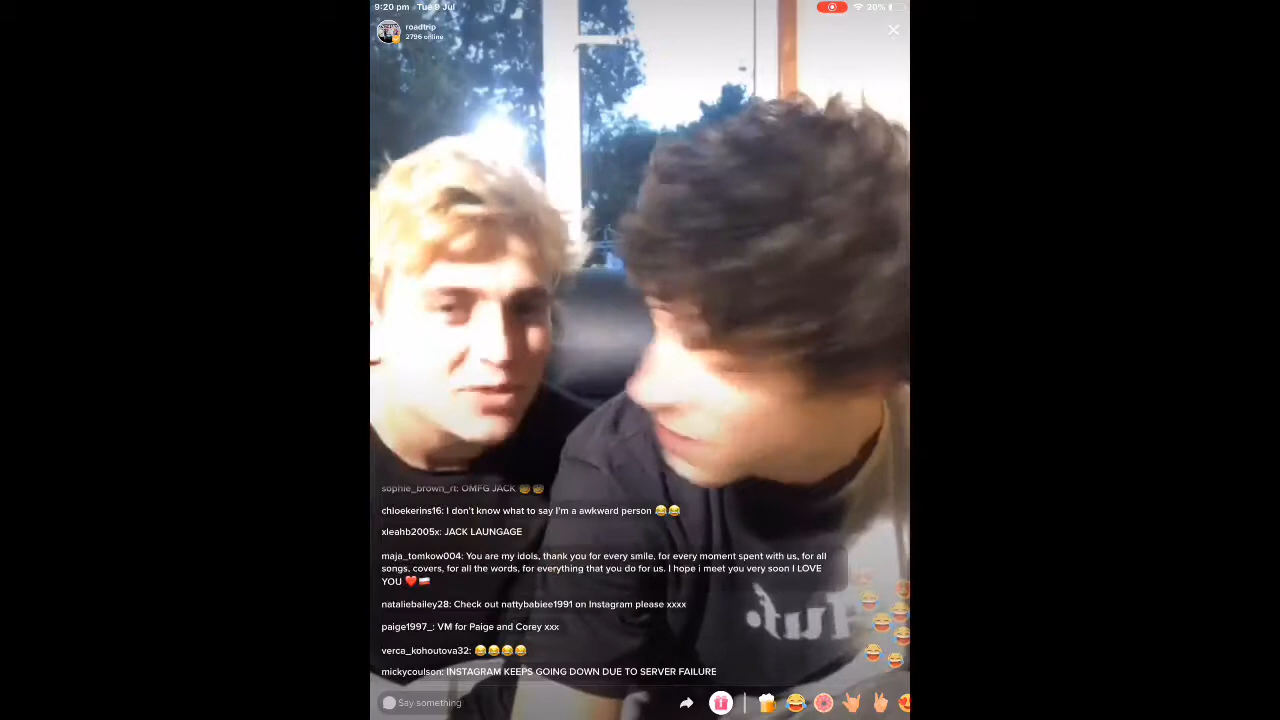 9:20 pm Tue 9 Jul
20%
roadtrip
2796 online
sophie_brown_rt: OMFG JACK 🤠🤠
chloekerins16: I don't know what to say I'm a awkward person 😂😂
xleahb2005x: JACK LAUNGAGE
maja_tomkow004: You are my idols, thank you for every smile, for every moment spent with us, for all
songs, covers, for all the words, for everything that you do for us. I hope i meet you very soon I LOVE
YOU ❤️🇵🇱
nataliebailey28: Check out nattybabiee1991 on Instagram please xxxx
paige1997_: VM for Paige and Corey xxx
verca_kohoutova32: 😂😂😂😂
mickycoulson: INSTAGRAM KEEPS GOING DOWN DUE TO SERVER FAILURE
Say something